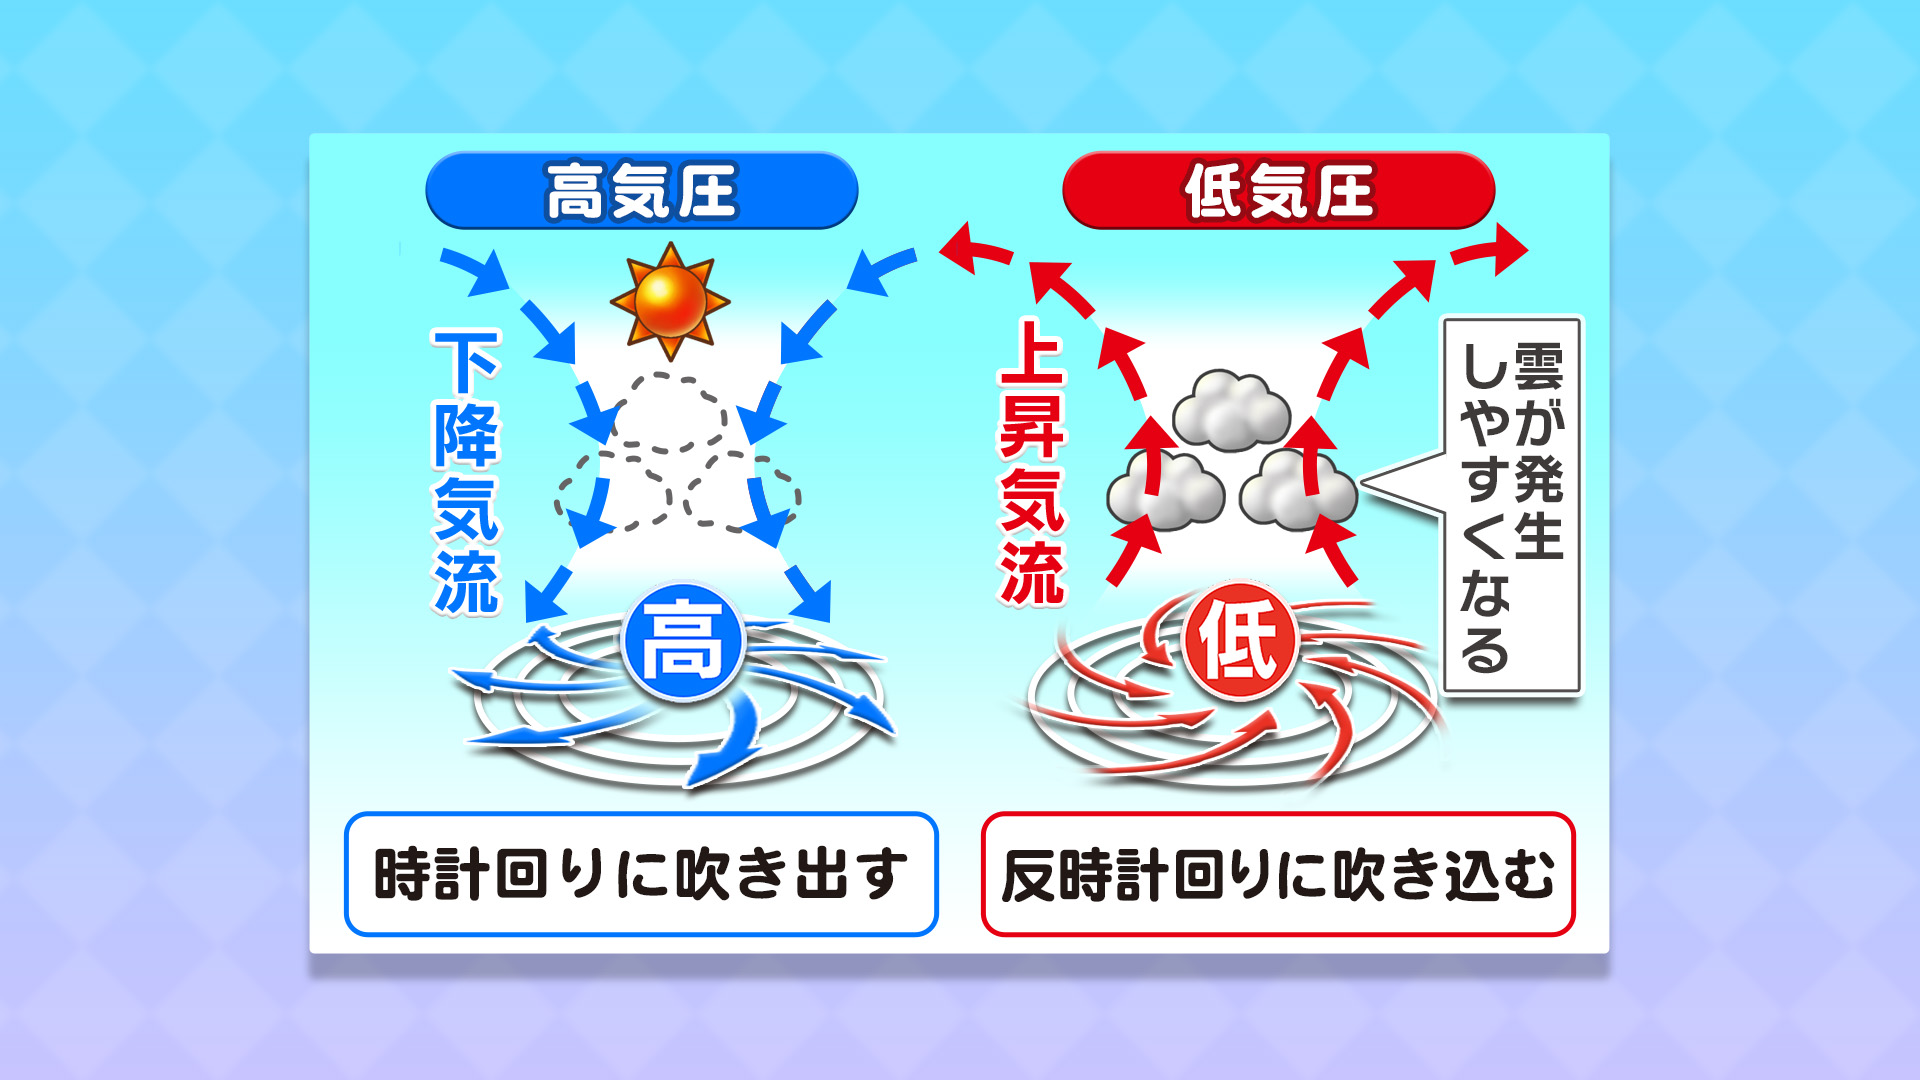 高気圧
下降気流
高
時計回りに吹き出す
低気圧
上昇気流
雲が発生
しやすくなる
低
反時計回りに吹き込む